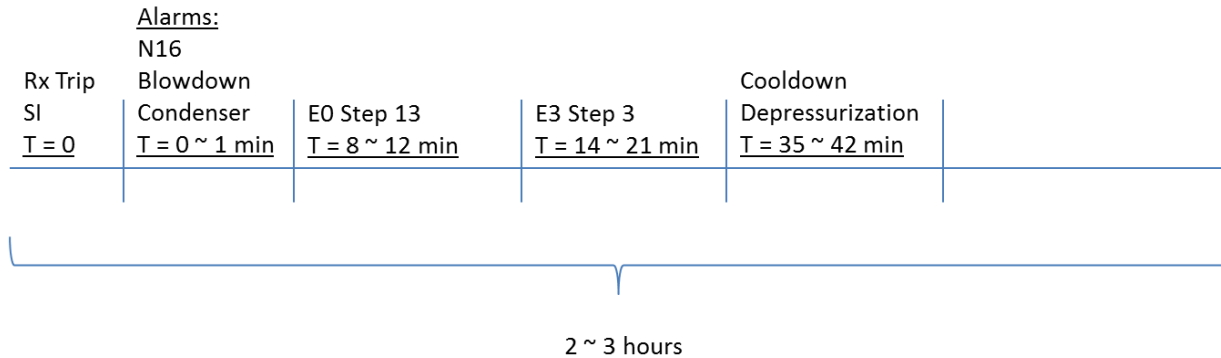 Rx Trip
SI
T = 0
Alarms:
N16
Blowdown
Condenser
T = 0 ~ 1 min
E0 Step 13
T = 8 ~ 12 min
E3 Step 3
T = 14 ~ 21 min
Cooldown
Depressurization
T = 35 ~ 42 min
2 ~ 3 hours